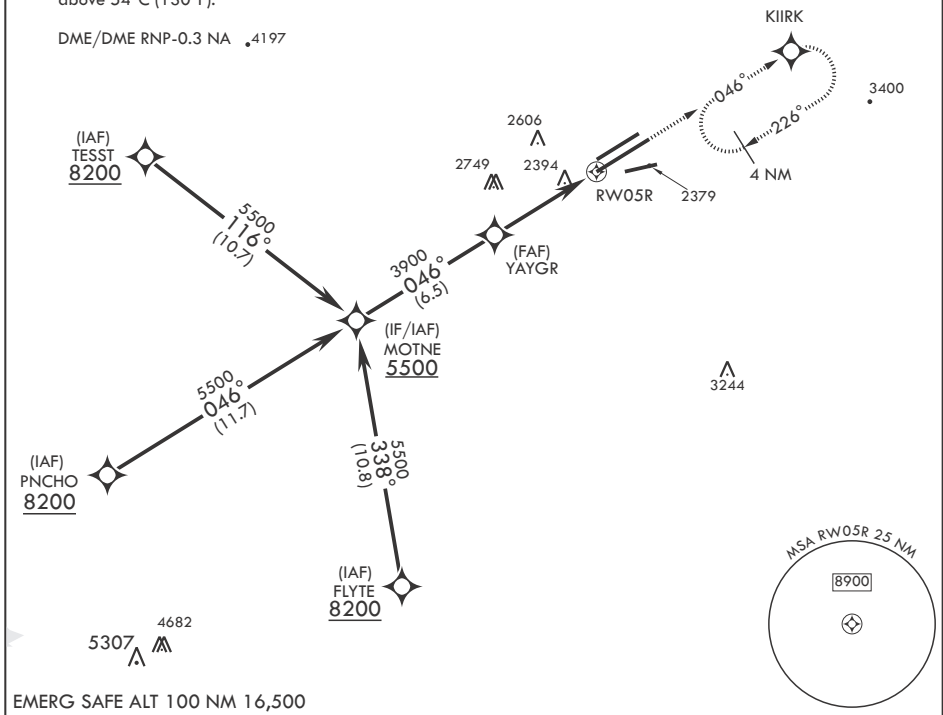 above 54°C (130°F).
DME/DME RNP-0.3 NA
4197
KIIRK
046°
226°
3400
4 NM
(IAF)
TESST
8200
2606
2749
2394
RW05R
2379
5500
116°
(10.7)
3900
046°
(6.5)
(FAF)
YAYGR
(IF/IAF)
MOTNE
5500
3244
5500
046°
(11.7)
5500
338°
(10.8)
(IAF)
PNCHO
8200
(IAF)
FLYTE
8200
MSA RW05R 25 NM
8900
4682
5307
EMERG SAFE ALT 100 NM 16,500